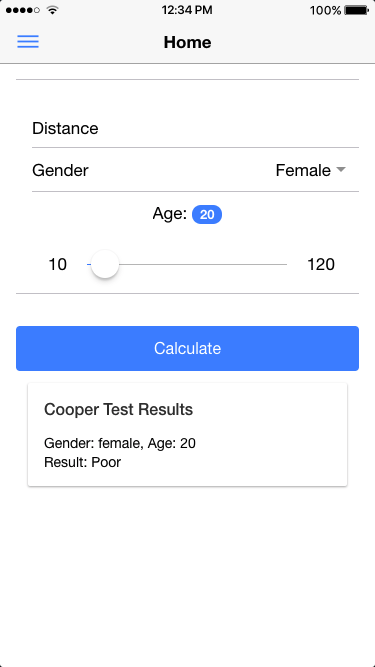 12:34 PM 100%
Home
Distance
Gender Female
Age: 20
10 120
Calculate
Cooper Test Results
Gender: female, Age: 20
Result: Poor